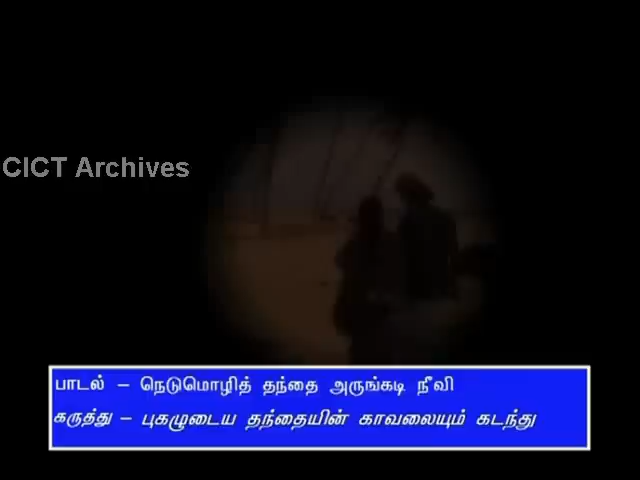 CICT Archives
பாடல் – நெடுமொழித் தந்தை அருங்கடி நீவி
கருத்து – புகழுடைய தந்தையின் காவலையும் கடந்து